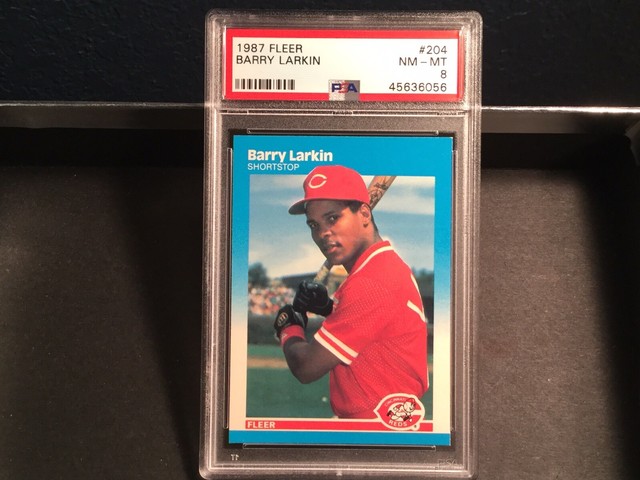 1987 FLEER
BARRY LARKIN
#204
NM - MT
8
45636056
PSA
Barry Larkin
SHORTSTOP
C
FLEER
REDS